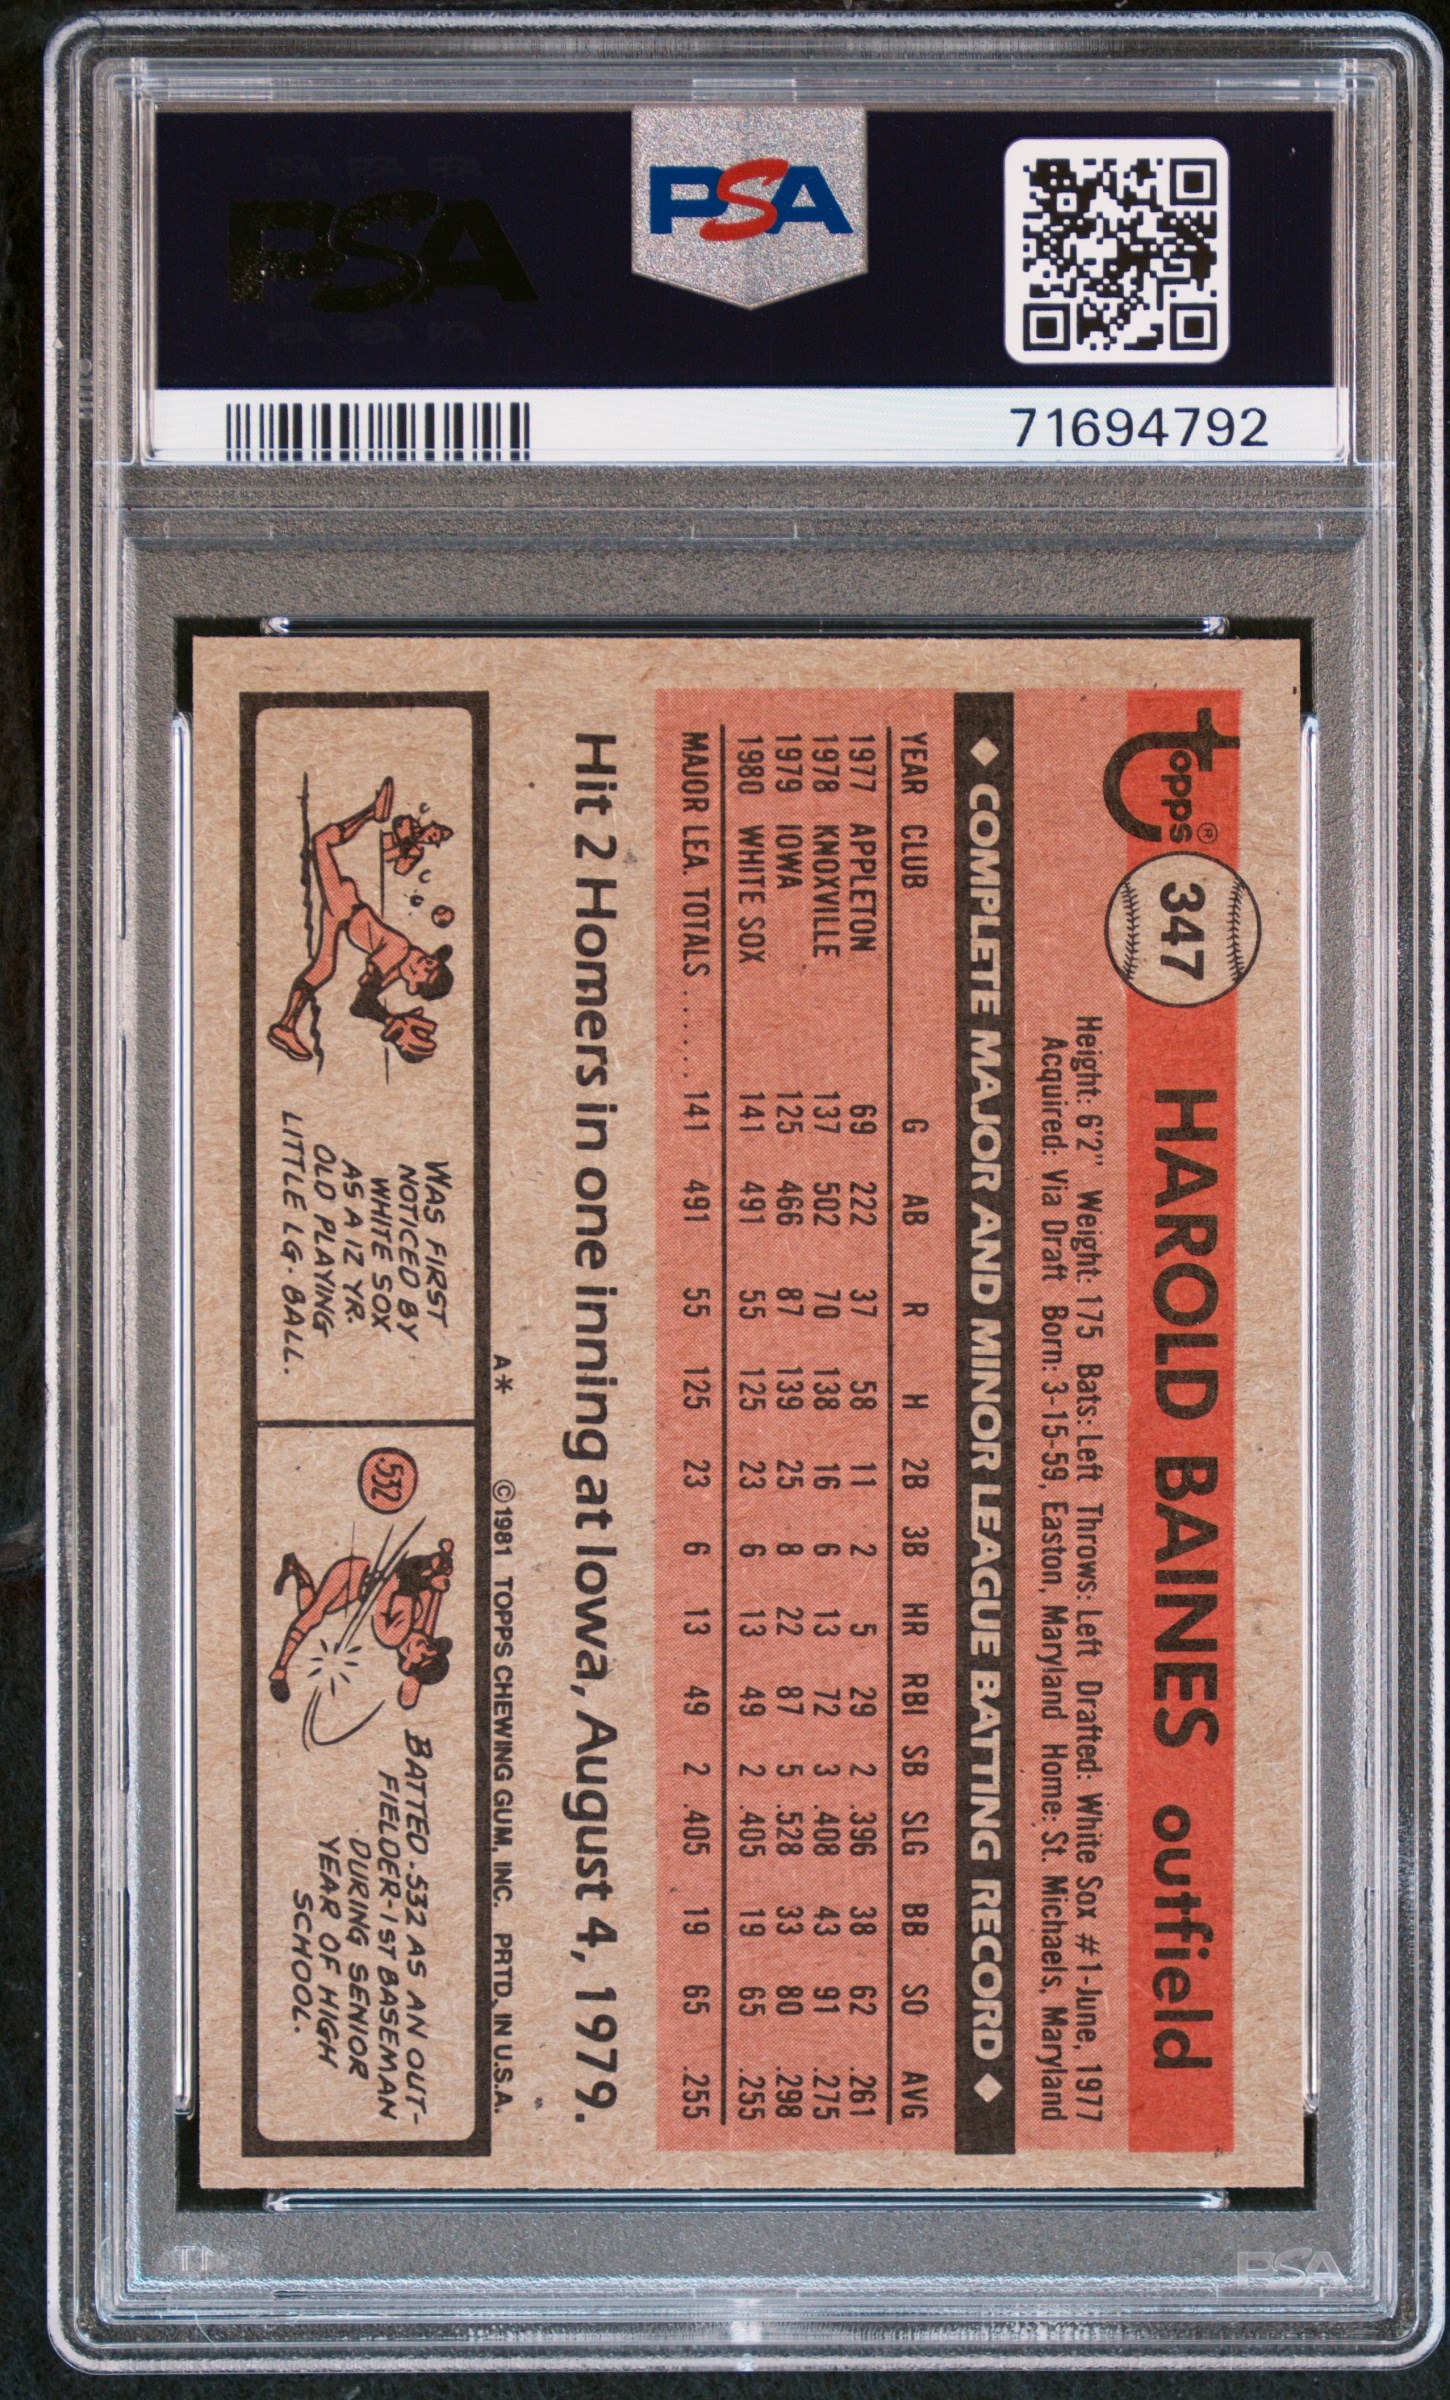 PSA
PSA
71694792
Topps®
347
HAROLD BAINES outfield
Height: 6'2" Weight: 175 Bats: Left Throws: Left Drafted: White Sox #1-June, 1977
Acquired: Via Draft Born: 3-15-59, Easton, Maryland Home: St. Michaels, Maryland
◆ COMPLETE MAJOR AND MINOR LEAGUE BATTING RECORD ◆
YEAR CLUB G AB R H 2B 3B HR RBI SB SLG BB SO AVG
1977 APPLETON 69 222 37 58 11 2 5 29 2 .396 38 62 .261
1978 KNOXVILLE 137 502 70 138 16 6 13 72 3 .408 43 91 .275
1979 IOWA 125 466 87 139 25 8 22 87 5 .528 33 80 .298
1980 WHITE SOX 141 491 55 125 23 6 13 49 2 .405 19 65 .255
MAJOR LEA. TOTALS ....... 141 491 55 125 23 6 13 49 2 .405 19 65 .255
Hit 2 Homers in one inning at Iowa, August 4, 1979.
A* ©1981 TOPPS CHEWING GUM, INC. PRTD. IN U.S.A.
WAS FIRST
NOTICED BY
WHITE SOX
AS A 12 YR.
OLD PLAYING
LITTLE LG. BALL.
.532
BATTED .532 AS AN OUT-
FIELDER-1ST BASEMAN
DURING SENIOR
YEAR OF HIGH
SCHOOL.
PSA